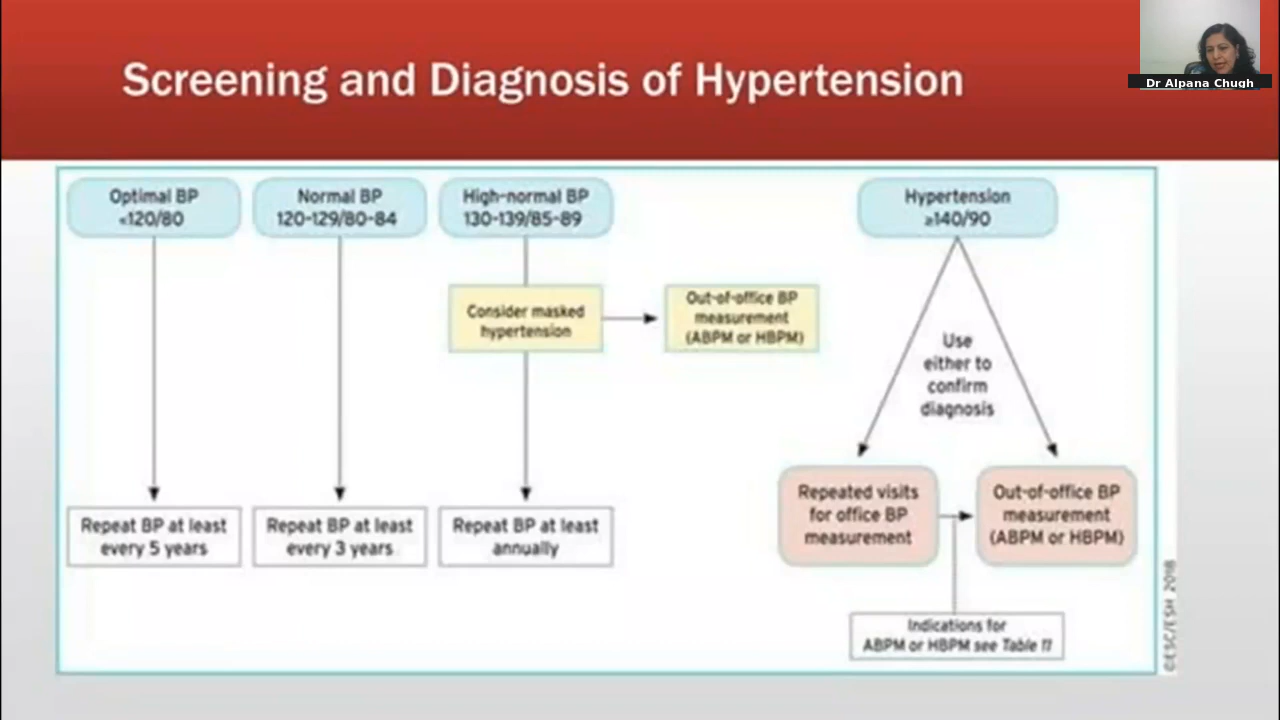 Screening and Diagnosis of Hypertension
Dr Alpana Chugh
Optimal BP
<120/80
Normal BP
120-129/80-84
High-normal BP
130-139/85-89
Hypertension
≥140/90
Consider masked
hypertension
Out-of-office BP
measurement
(ABPM or HBPM)
Use
either to
confirm
diagnosis
Repeat BP at least
every 5 years
Repeat BP at least
every 3 years
Repeat BP at least
annually
Repeated visits
for office BP
measurement
Out-of-office BP
measurement
(ABPM or HBPM)
Indications for
ABPM or HBPM see Table 11
©ESC/ESH 2018